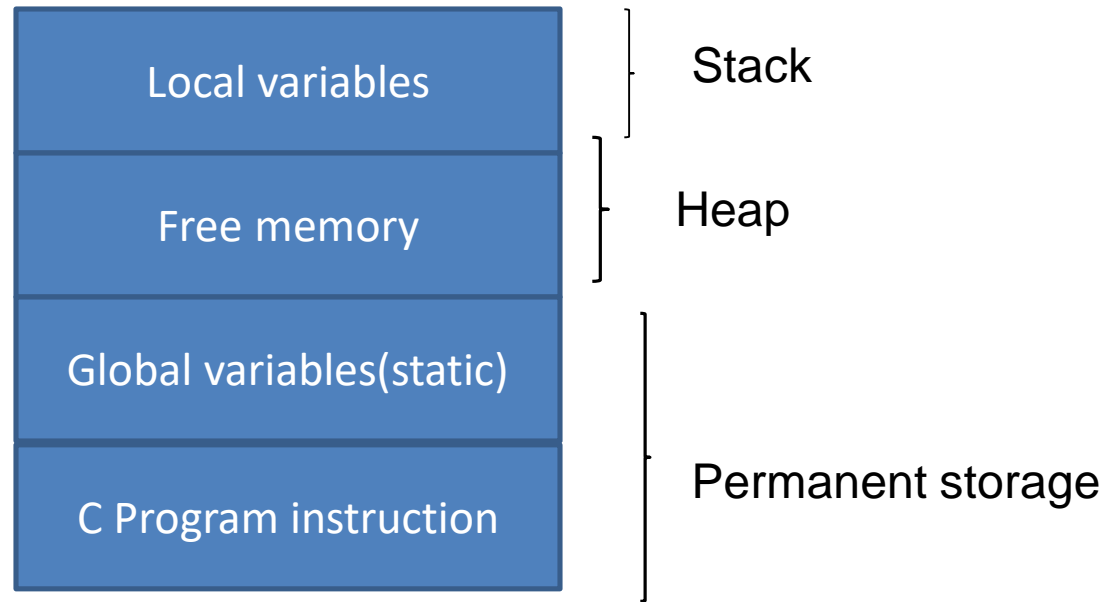 Local variables
Stack
Free memory
Heap
Global variables(static)
C Program instruction
Permanent storage